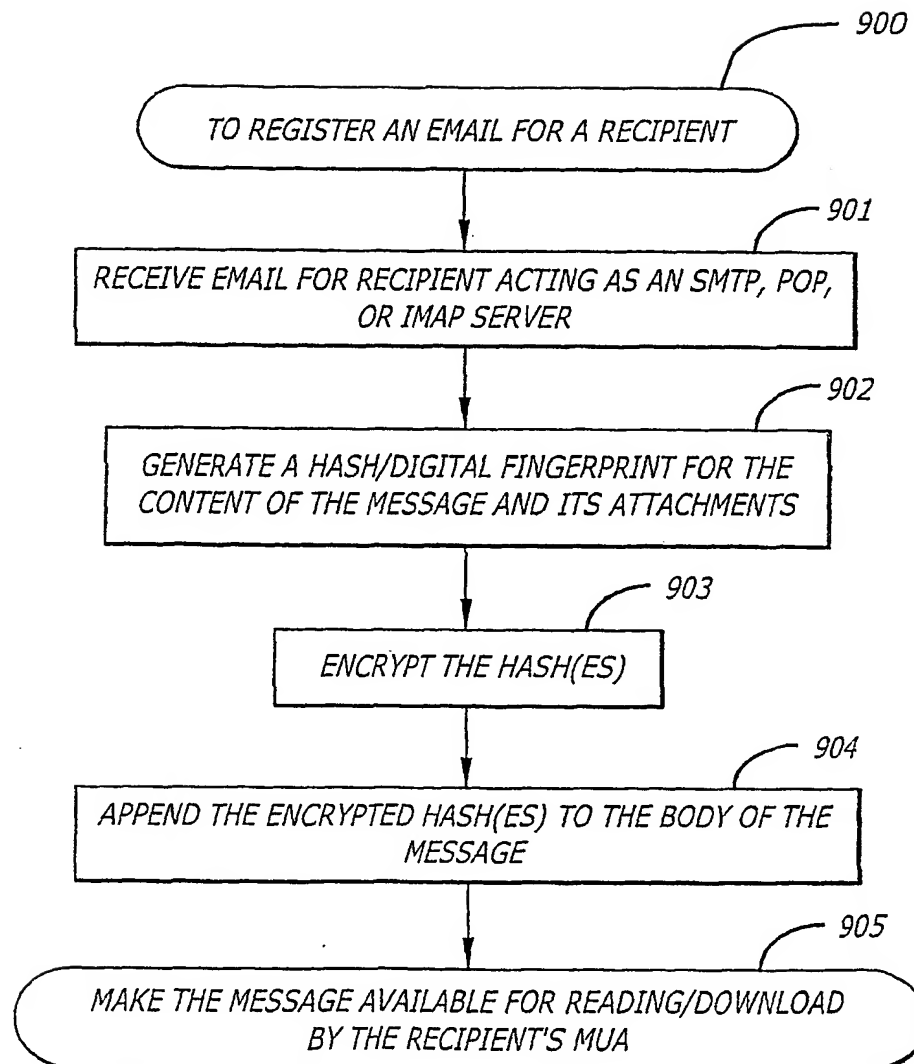 900
TO REGISTER AN EMAIL FOR A RECIPIENT
901
RECEIVE EMAIL FOR RECIPIENT ACTING AS AN SMTP, POP,
OR IMAP SERVER
902
GENERATE A HASH/DIGITAL FINGERPRINT FOR THE
CONTENT OF THE MESSAGE AND ITS ATTACHMENTS
903
ENCRYPT THE HASH(ES)
904
APPEND THE ENCRYPTED HASH(ES) TO THE BODY OF THE
MESSAGE
905
MAKE THE MESSAGE AVAILABLE FOR READING/DOWNLOAD
BY THE RECIPIENT'S MUA